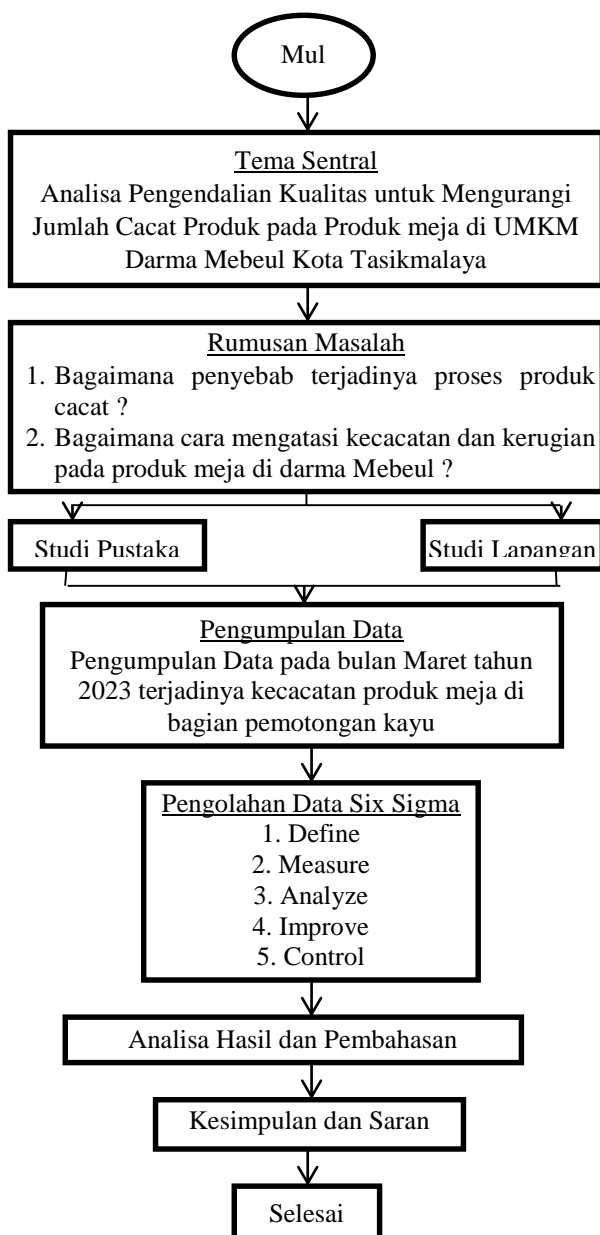 Mul
Tema Sentral
Analisa Pengendalian Kualitas untuk Mengurangi
Jumlah Cacat Produk pada Produk meja di UMKM
Darma Mebeul Kota Tasikmalaya
Rumusan Masalah
1. Bagaimana penyebab terjadinya proses produk
cacat ?
2. Bagaimana cara mengatasi kecacatan dan kerugian
pada produk meja di darma Mebeul ?
Studi Pustaka
Studi Lapangan
Pengumpulan Data
Pengumpulan Data pada bulan Maret tahun
2023 terjadinya kecacatan produk meja di
bagian pemotongan kayu
Pengolahan Data Six Sigma
1. Define
2. Measure
3. Analyze
4. Improve
5. Control
Analisa Hasil dan Pembahasan
Kesimpulan dan Saran
Selesai